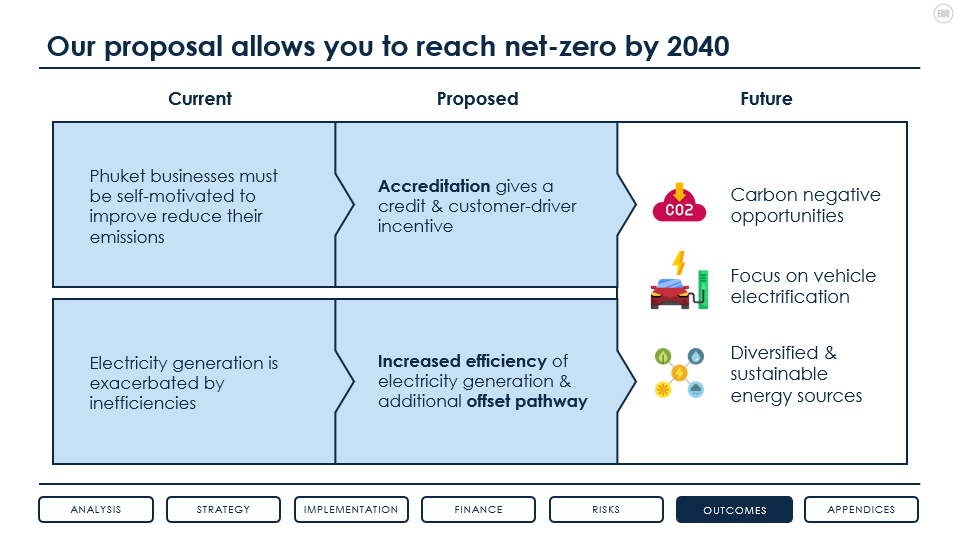 Our proposal allows you to reach net-zero by 2040
Current
Proposed
Future
Phuket businesses must
be self-motivated to
improve reduce their
emissions
Accreditation gives a
credit & customer-driver
incentive
CO2
Carbon negative
opportunities
Focus on vehicle
electrification
Electricity generation is
exacerbated by
inefficiencies
Increased efficiency of
electricity generation &
additional offset pathway
Diversified &
sustainable
energy sources
ANALYSIS
STRATEGY
IMPLEMENTATION
FINANCE
RISKS
OUTCOMES
APPENDICES